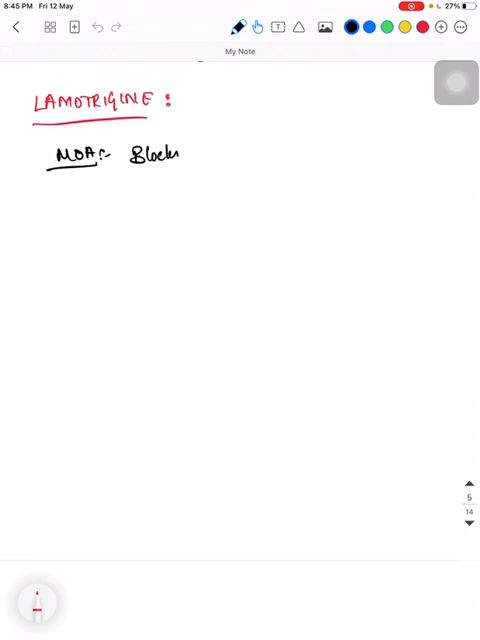 8:45 PM Fri 12 May
27%
My Note
LAMOTRIGINE :
MOA:- Blocks
5
14